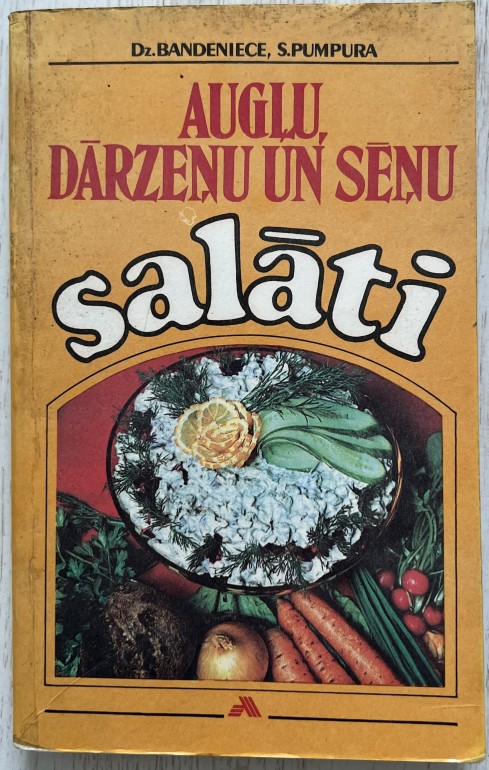 Dz. BANDENIECE, S. PUMPURA
AUGĻU,
DĀRZEŅU UN SĒŅU
salāti